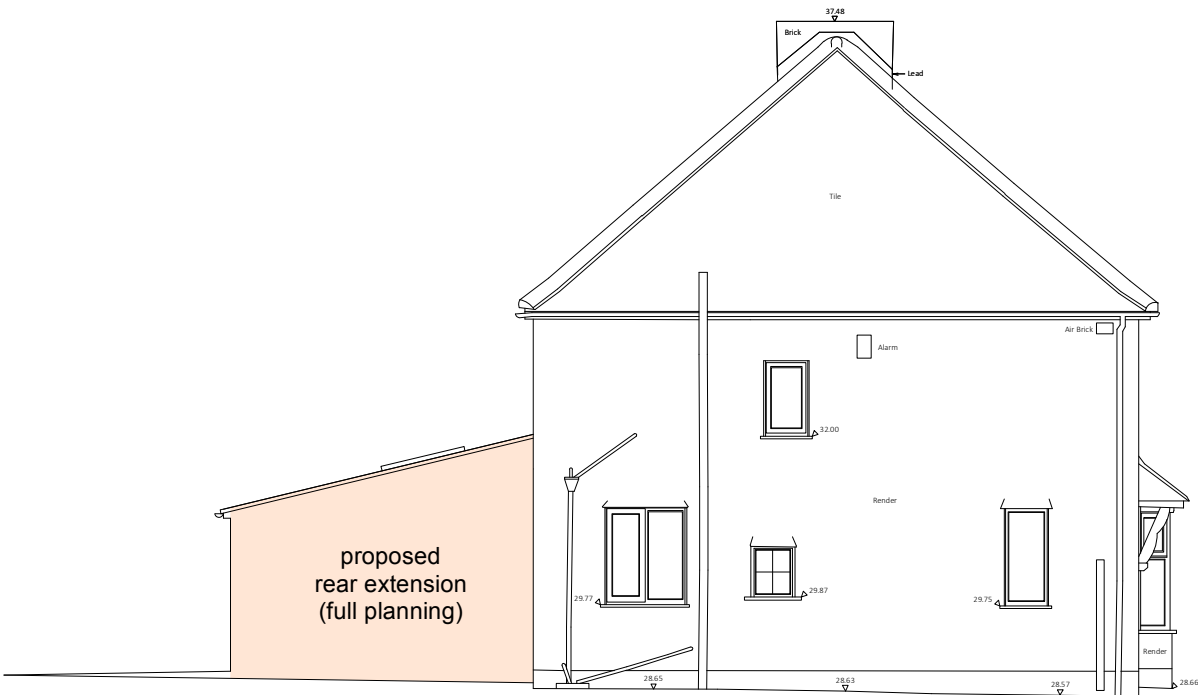 37.48
Brick
Lead
Tile
Air Brick
Alarm
32.00
Render
proposed
rear extension
(full planning)
29.77
29.87
29.75
Render
28.65
28.63
28.57
28.66